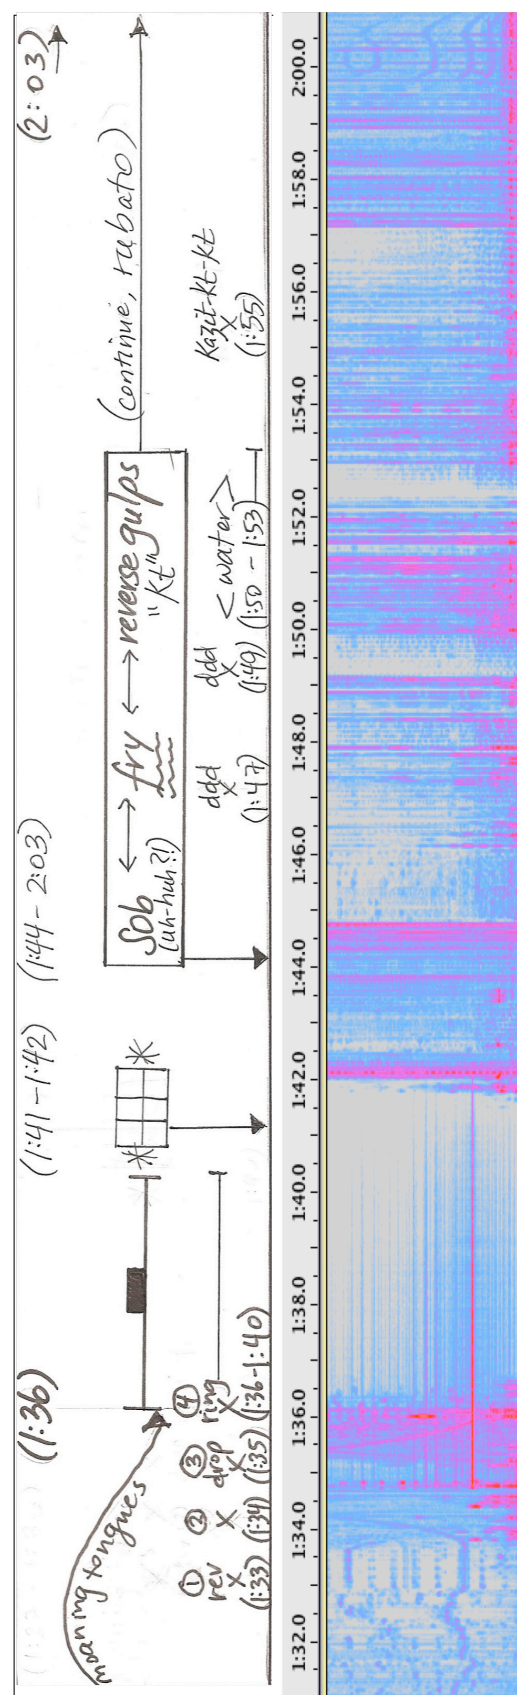 (1:36) (1:41-1:42) (1:44-2:03) (2:03)
moaning tongues
Sob ↔ fry ↔ reverse gulps
(uh-huh?!) "Kt"
(continue, rubato)
① ② ③ ④
rev X drop ring ddd ddd <water> Kazit-kt-kt
X X X X X X
(1:33) (1:34) (1:35) (1:36-1:40) (1:47) (1:49) (1:50 - 1:53) (1:55)
1:32.0 1:34.0 1:36.0 1:38.0 1:40.0 1:42.0 1:44.0 1:46.0 1:48.0 1:50.0 1:52.0 1:54.0 1:56.0 1:58.0 2:00.0